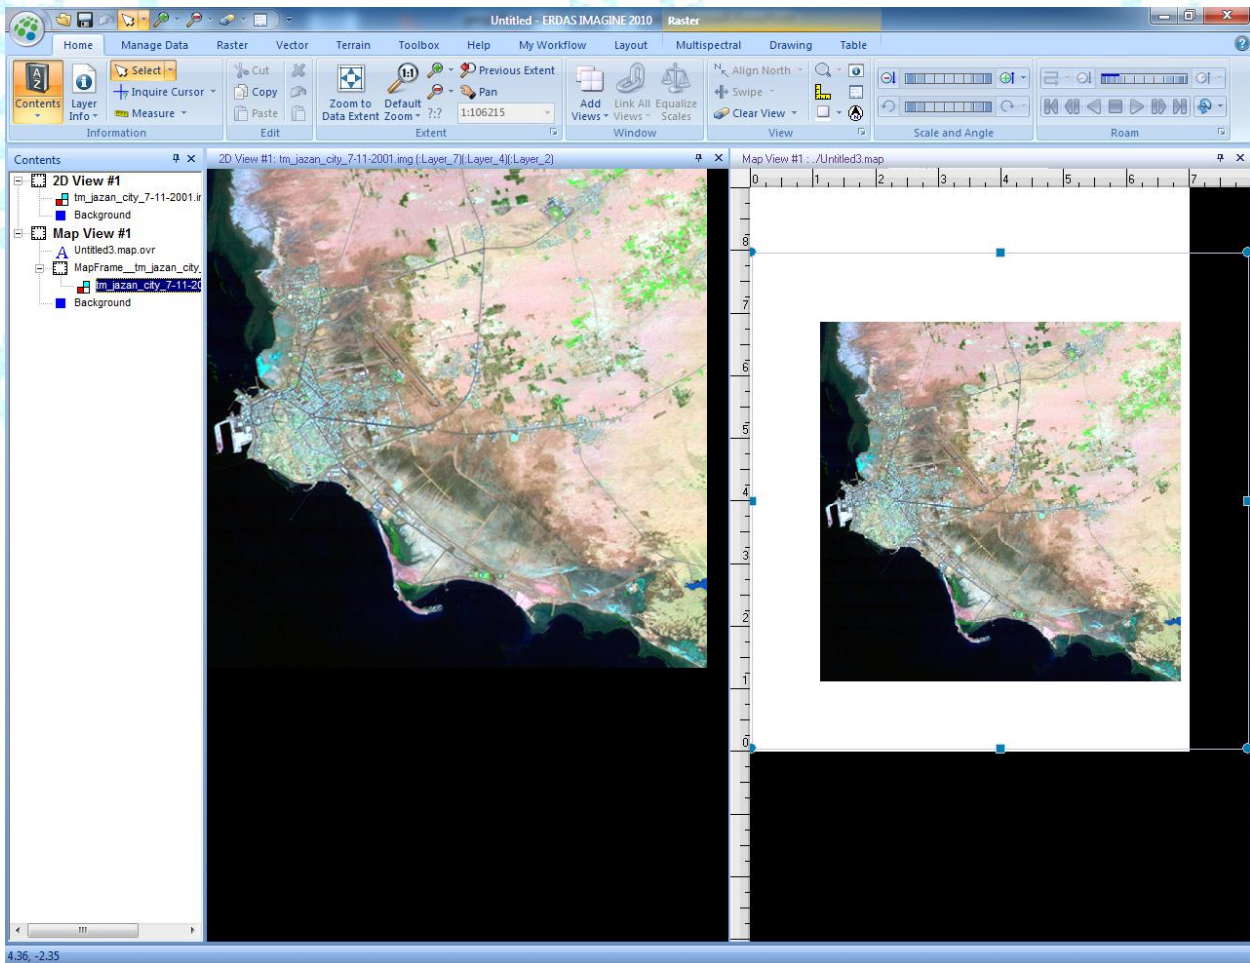 Untitled - ERDAS IMAGINE 2010 Raster
Home Manage Data Raster Vector Terrain Toolbox Help My Workflow Layout Multispectral Drawing Table
Contents
Layer Info
Select
Inquire Cursor
Measure
Information
Cut
Copy
Paste
Edit
Zoom to Data Extent
Default Zoom
1:1
Previous Extent
Pan
?:?
1:106215
Extent
Add Views
Link All Views
Equalize Scales
Window
Align North
Swipe
Clear View
View
Scale and Angle
Roam
Contents
2D View #1
tm_jazan_city_7-11-2001.ir
Background
Map View #1
Untitled3.map.ovr
MapFrame__tm_jazan_city_
tm_jazan_city_7-11-20
Background
2D View #1: tm_jazan_city_7-11-2001.img (:Layer_7)(:Layer_4)(:Layer_2)
Map View #1 : ./Untitled3.map
0 1 2 3 4 5 6 7
8
7
6
5
4
3
2
1
0
4.36, -2.35